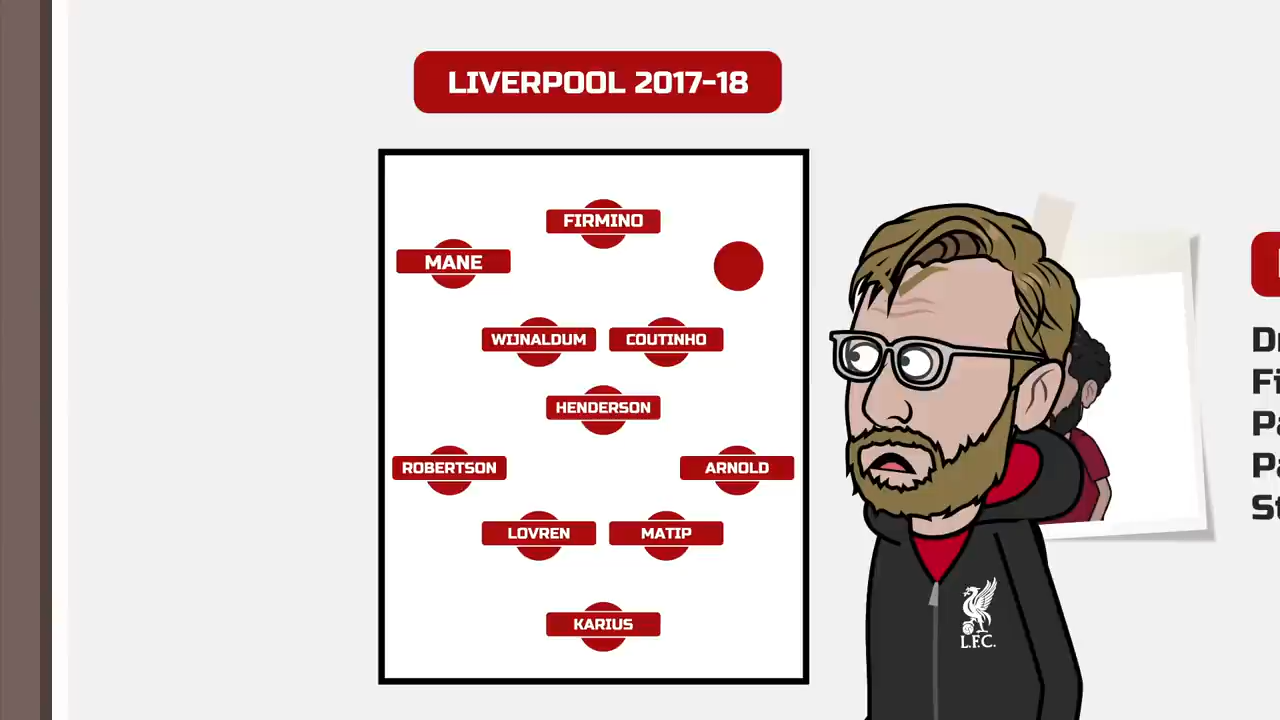 LIVERPOOL 2017-18
FIRMINO
MANE
WIJNALDUM
COUTINHO
HENDERSON
ROBERTSON
ARNOLD
LOVREN
MATIP
KARIUS
L.F.C.